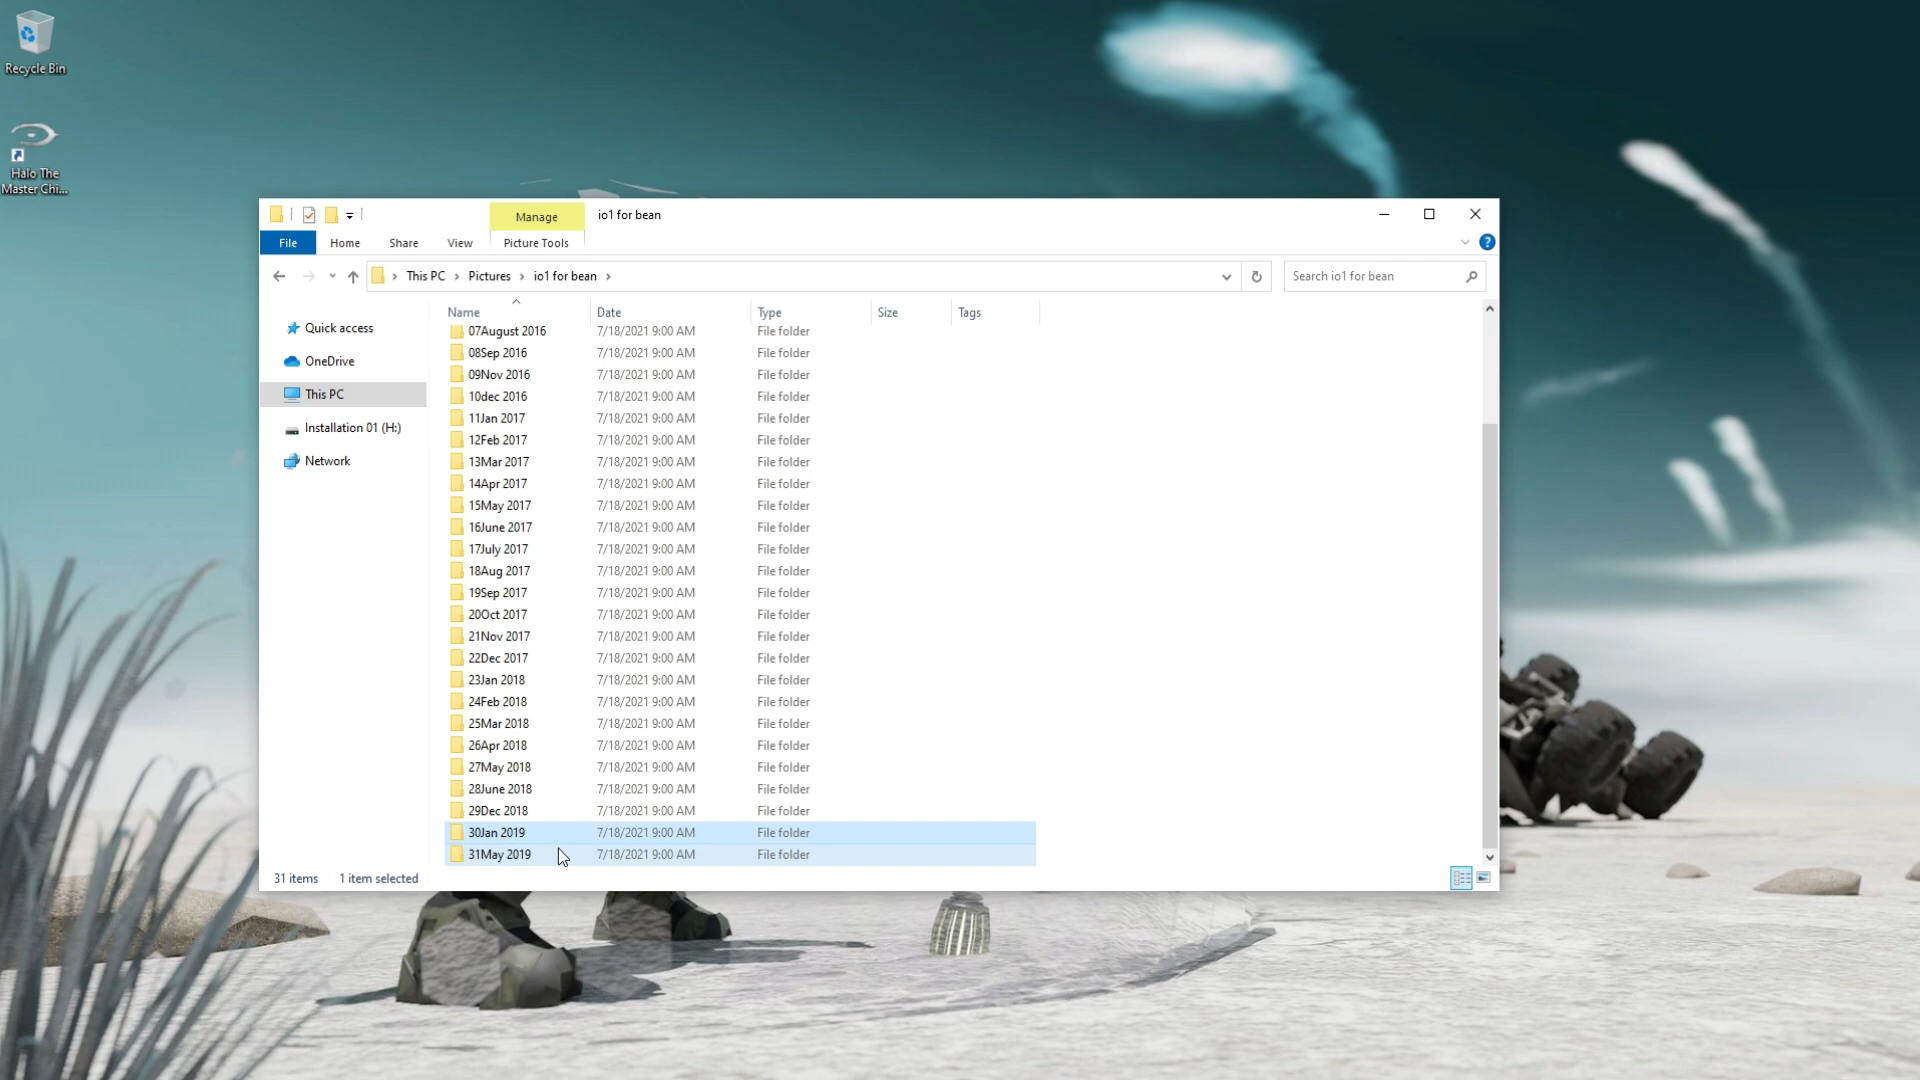 Recycle Bin
Halo The
Master Chi...
Manage
io1 for bean
File
Home
Share
View
Picture Tools
This PC
Pictures
io1 for bean
Search io1 for bean
Quick access
OneDrive
This PC
Installation 01 (H:)
Network
Name Date Type Size Tags
07August 2016 7/18/2021 9:00 AM File folder
08Sep 2016 7/18/2021 9:00 AM File folder
09Nov 2016 7/18/2021 9:00 AM File folder
10dec 2016 7/18/2021 9:00 AM File folder
11Jan 2017 7/18/2021 9:00 AM File folder
12Feb 2017 7/18/2021 9:00 AM File folder
13Mar 2017 7/18/2021 9:00 AM File folder
14Apr 2017 7/18/2021 9:00 AM File folder
15May 2017 7/18/2021 9:00 AM File folder
16June 2017 7/18/2021 9:00 AM File folder
17July 2017 7/18/2021 9:00 AM File folder
18Aug 2017 7/18/2021 9:00 AM File folder
19Sep 2017 7/18/2021 9:00 AM File folder
20Oct 2017 7/18/2021 9:00 AM File folder
21Nov 2017 7/18/2021 9:00 AM File folder
22Dec 2017 7/18/2021 9:00 AM File folder
23Jan 2018 7/18/2021 9:00 AM File folder
24Feb 2018 7/18/2021 9:00 AM File folder
25Mar 2018 7/18/2021 9:00 AM File folder
26Apr 2018 7/18/2021 9:00 AM File folder
27May 2018 7/18/2021 9:00 AM File folder
28June 2018 7/18/2021 9:00 AM File folder
29Dec 2018 7/18/2021 9:00 AM File folder
30Jan 2019 7/18/2021 9:00 AM File folder
31May 2019 7/18/2021 9:00 AM File folder
31 items 1 item selected